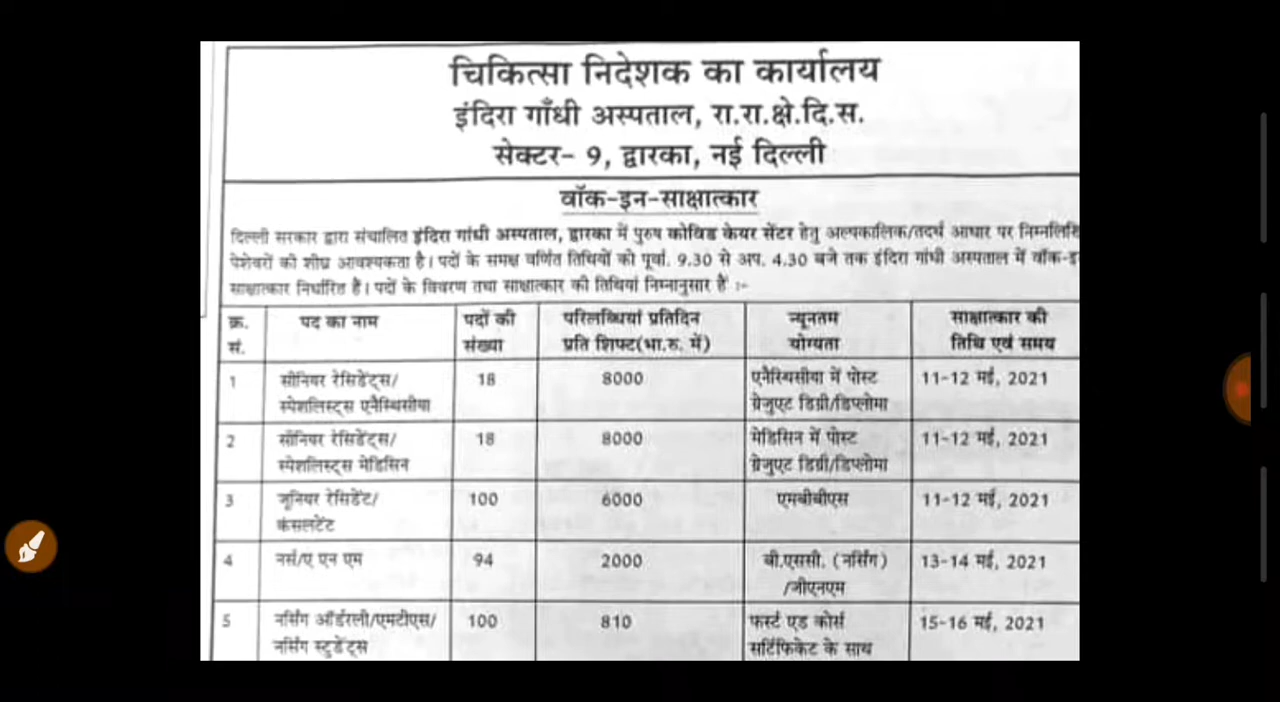 चिकित्सा निदेशक का कार्यालय
इंदिरा गाँधी अस्पताल, रा.रा.क्षे.दि.स.
सेक्टर- 9, द्वारका, नई दिल्ली
वॉक-इन-साक्षात्कार
दिल्ली सरकार द्वारा संचालित इंदिरा गांधी अस्पताल, द्वारका में पुरुष कोविड केयर सेंटर हेतु अल्पकालिक/तदर्थ आधार पर
पेशेवरों की शीघ्र आवश्यकता है। पदों के समक्ष वर्णित तिथियों को पूर्वा. 9.30 से अप. 4.30 बजे तक इंदिरा गांधी अस्पताल में
साक्षात्कार निर्धारित हैं। पदों के विवरण तथा साक्षात्कार की तिथियां निम्नानुसार हैं :-
क्र. पद का नाम पदों की परिलब्धियां प्रतिदिन न्यूनतम साक्षात्कार की
सं. संख्या प्रति शिफ्ट(भा.रु. में) योग्यता तिथि एवं समय
1 सीनियर रेसिडेंट्स/ 18 8000 एनैस्थिसीया में पोस्ट 11-12 मई, 2021
स्पेशलिस्ट्स एनैस्थिसीया ग्रेजुएट डिग्री/डिप्लोमा
2 सीनियर रेसिडेंट्स/ 18 8000 मेडिसिन में पोस्ट 11-12 मई, 2021
स्पेशलिस्ट्स मेडिसिन ग्रेजुएट डिग्री/डिप्लोमा
3 जूनियर रेसिडेंट/ 100 6000 एमबीबीएस 11-12 मई, 2021
कंसलटेंट
4 नर्स/ए एन एम 94 2000 बी.एससी. (नर्सिंग) 13-14 मई, 2021
/जीएनएम
5 नर्सिंग ऑर्डरली/एमटीएस/ 100 810 फर्स्ट एड कोर्स 15-16 मई, 2021
नर्सिंग स्टुडेंट्स सर्टिफिकेट के साथ